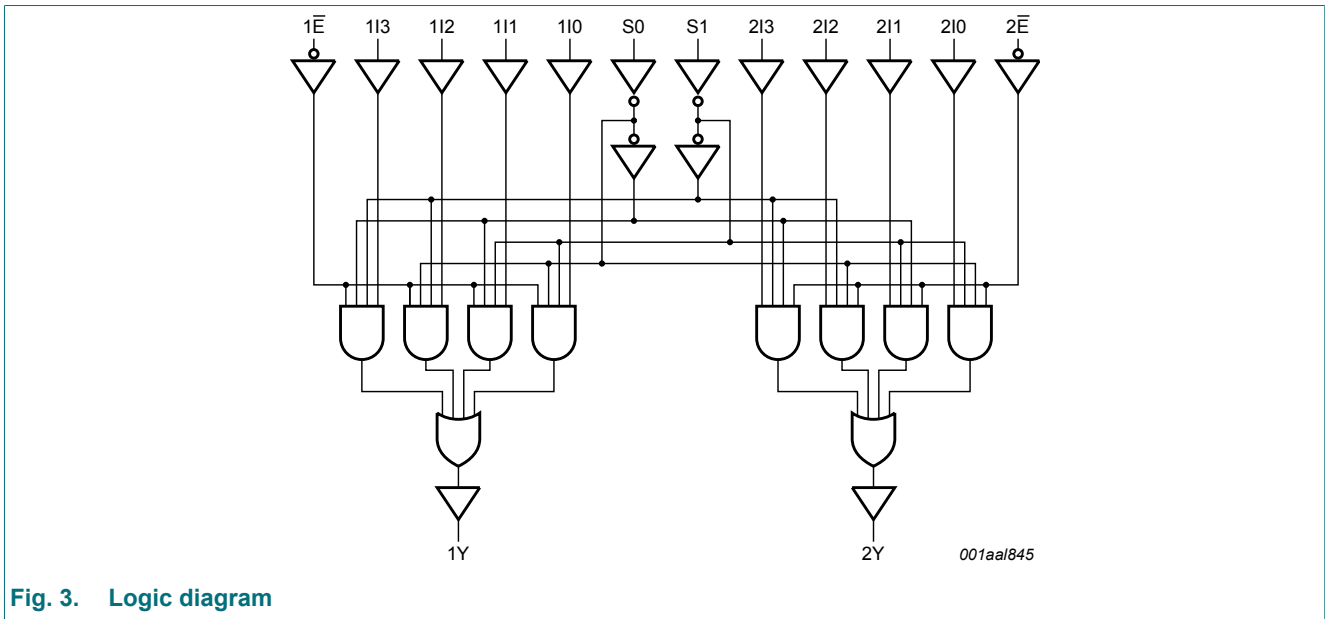 1E̅ 1I3 1I2 1I1 1I0 S0 S1 2I3 2I2 2I1 2I0 2E̅
1Y 2Y 001aal845
Fig. 3. Logic diagram